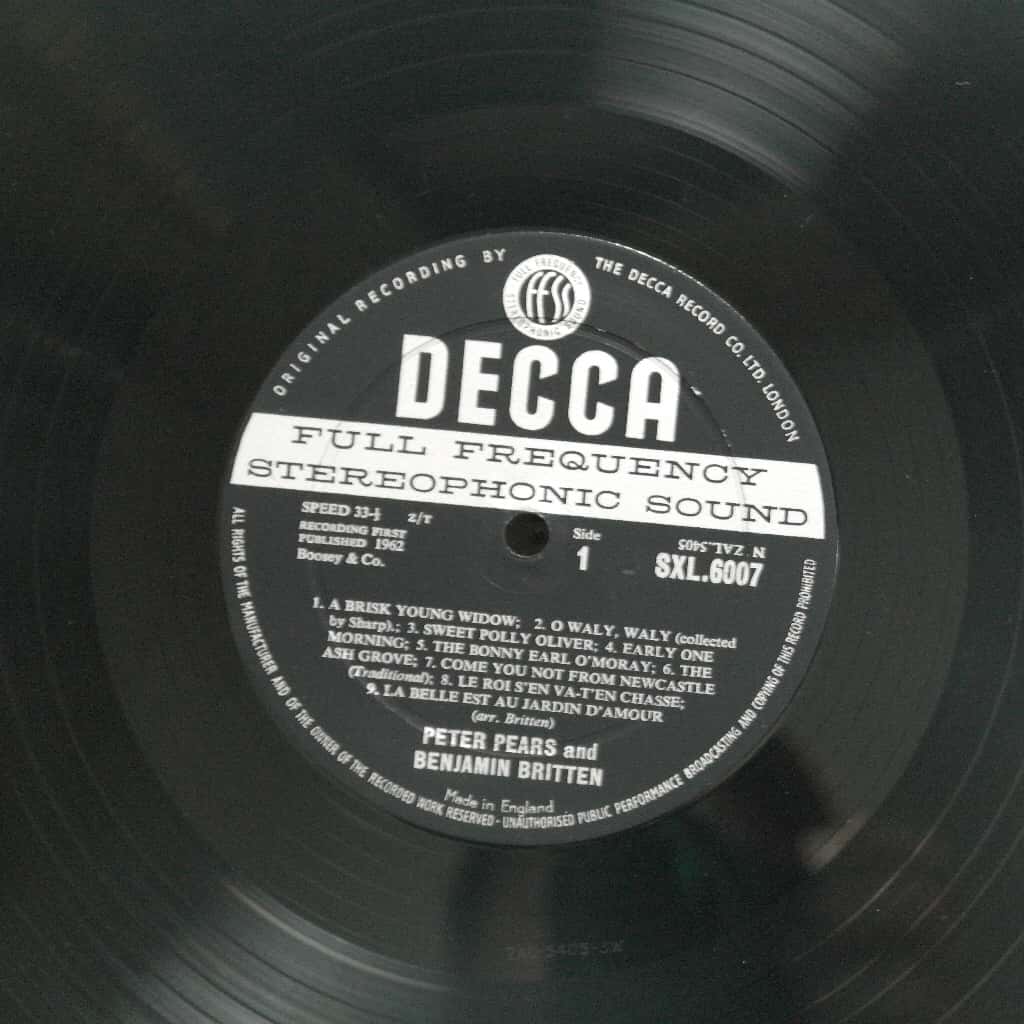 ORIGINAL RECORDING BY
THE DECCA RECORD CO. LTD. LONDON
FULL FREQUENCY
ffss
STEREOPHONIC SOUND
DECCA
FULL FREQUENCY
STEREOPHONIC SOUND
SPEED 33-⅓ Z/T
RECORDING FIRST
PUBLISHED 1962
Boosey & Co.
Side
1
N ZAL.5405
SXL.6007
1. A BRISK YOUNG WIDOW; 2. O WALY, WALY (collected
by Sharp).; 3. SWEET POLLY OLIVER; 4. EARLY ONE
MORNING; 5. THE BONNY EARL O'MORAY; 6. THE
ASH GROVE; 7. COME YOU NOT FROM NEWCASTLE
(Traditional); 8. LE ROI S'EN VA-T'EN CHASSE;
9. LA BELLE EST AU JARDIN D'AMOUR
(arr. Britten)
PETER PEARS and
BENJAMIN BRITTEN
Made in England
ALL RIGHTS OF THE MANUFACTURER AND OF THE OWNER OF THE RECORDED WORK RESERVED - UNAUTHORISED PUBLIC PERFORMANCE BROADCASTING AND COPYING OF THIS RECORD PROHIBITED